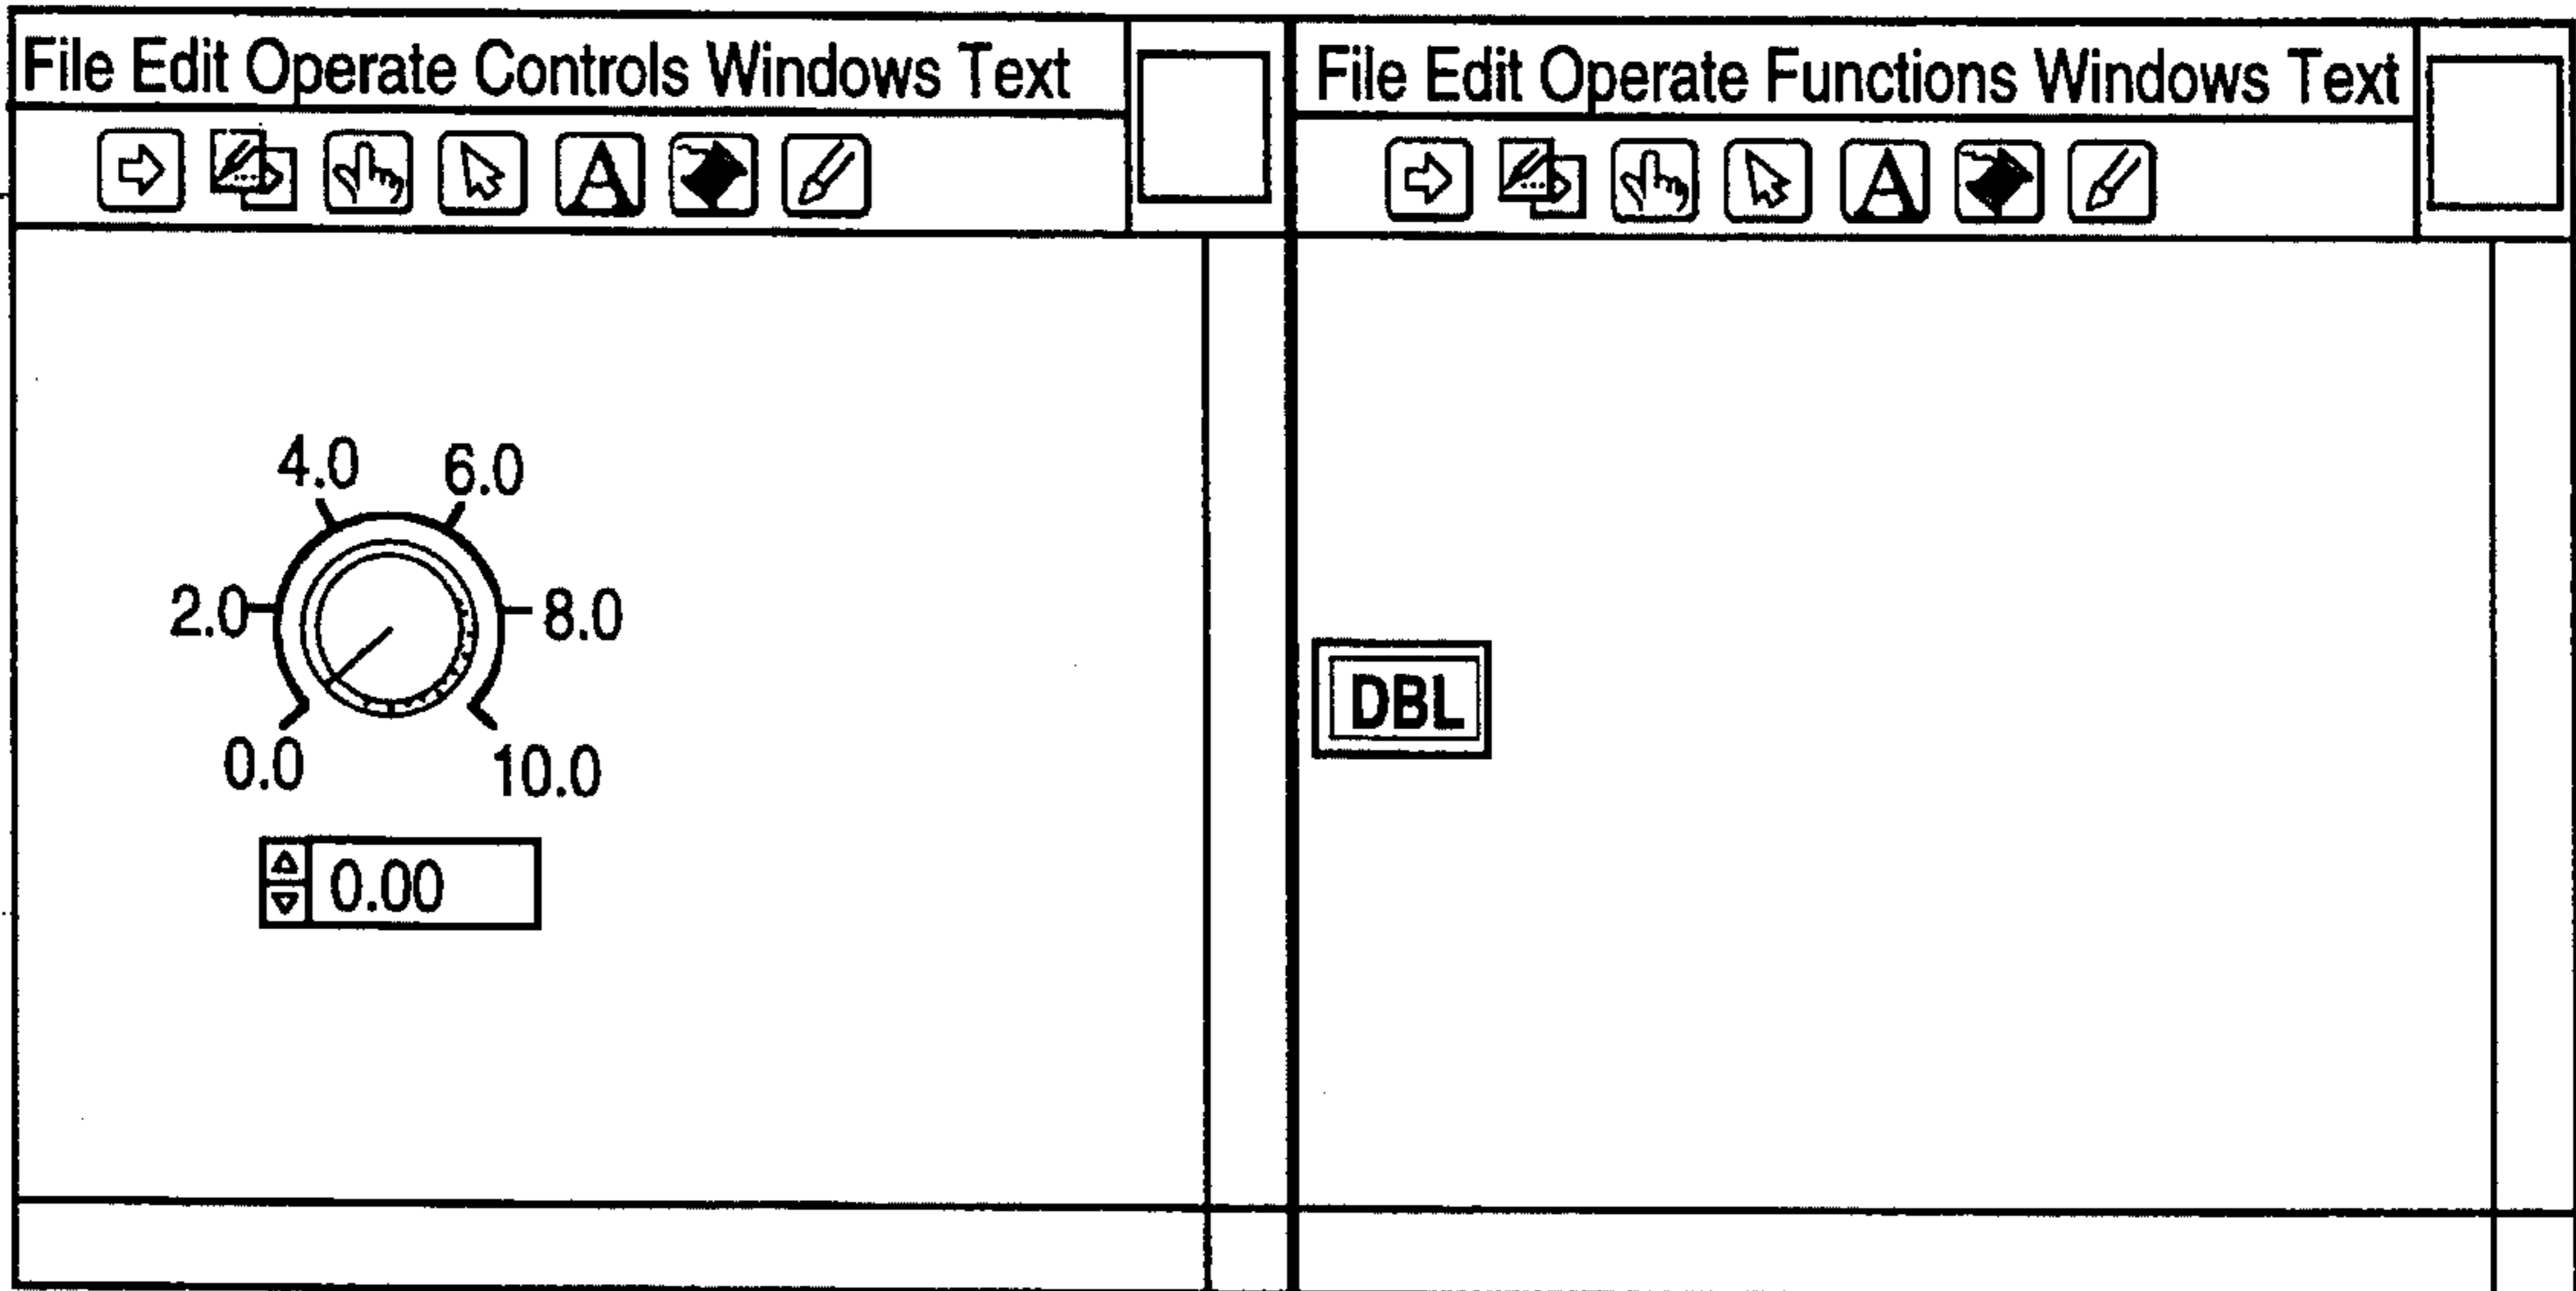 File Edit Operate Controls Windows Text
A
4.0 6.0
2.0 8.0
0.0 10.0
0.00
File Edit Operate Functions Windows Text
A
DBL